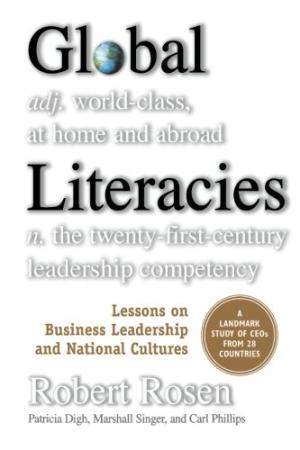 Global
adj. world-class,
at home and abroad
Literacies
n. the twenty-first-century
leadership competency
Lessons on
Business Leadership
and National Cultures
A
LANDMARK
STUDY OF CEOs
FROM 28
COUNTRIES
Robert Rosen
Patricia Digh, Marshall Singer, and Carl Phillips